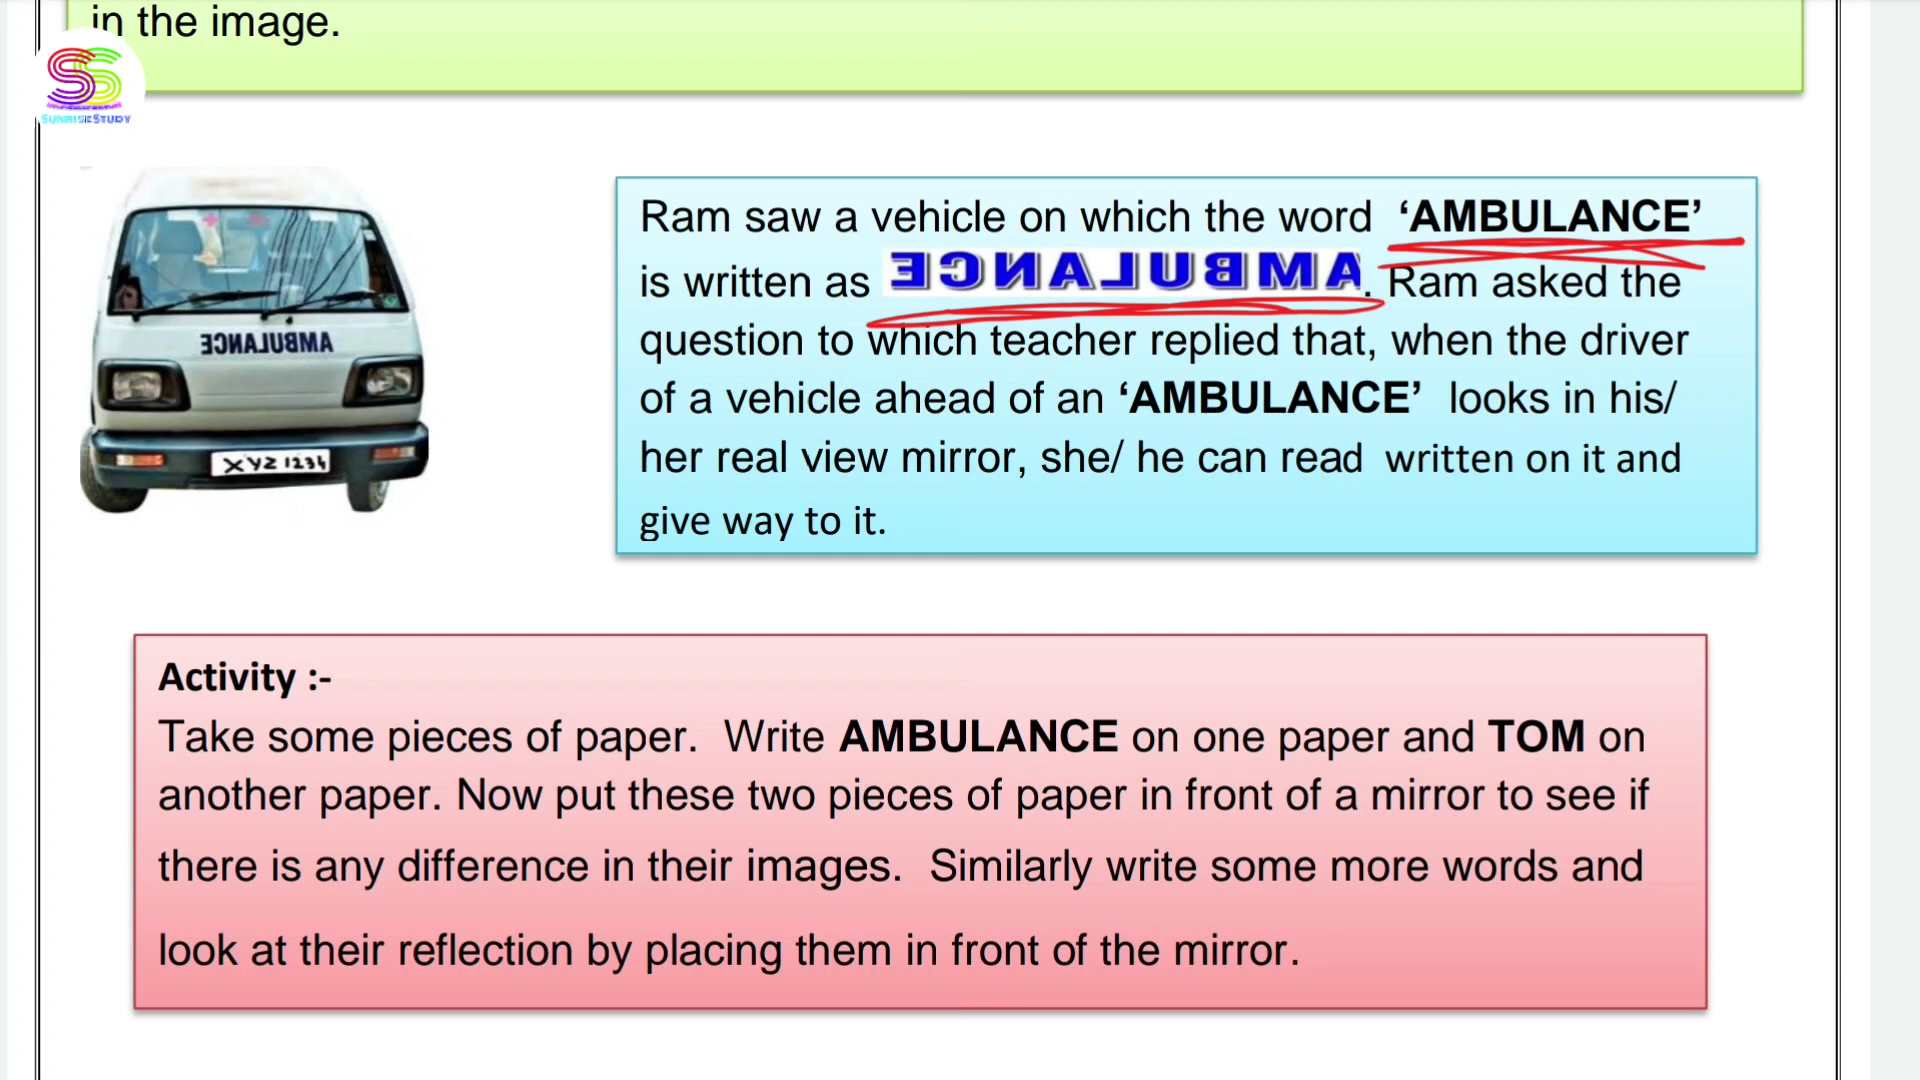 in the image.
SS
SUNRISESTUDY
Ram saw a vehicle on which the word ‘AMBULANCE’
is written as AMBULANCE. Ram asked the
question to which teacher replied that, when the driver
of a vehicle ahead of an ‘AMBULANCE’ looks in his/
her real view mirror, she/ he can read written on it and
give way to it.
AMBULANCE
XYZ 1234
Activity :-
Take some pieces of paper. Write AMBULANCE on one paper and TOM on
another paper. Now put these two pieces of paper in front of a mirror to see if
there is any difference in their images. Similarly write some more words and
look at their reflection by placing them in front of the mirror.